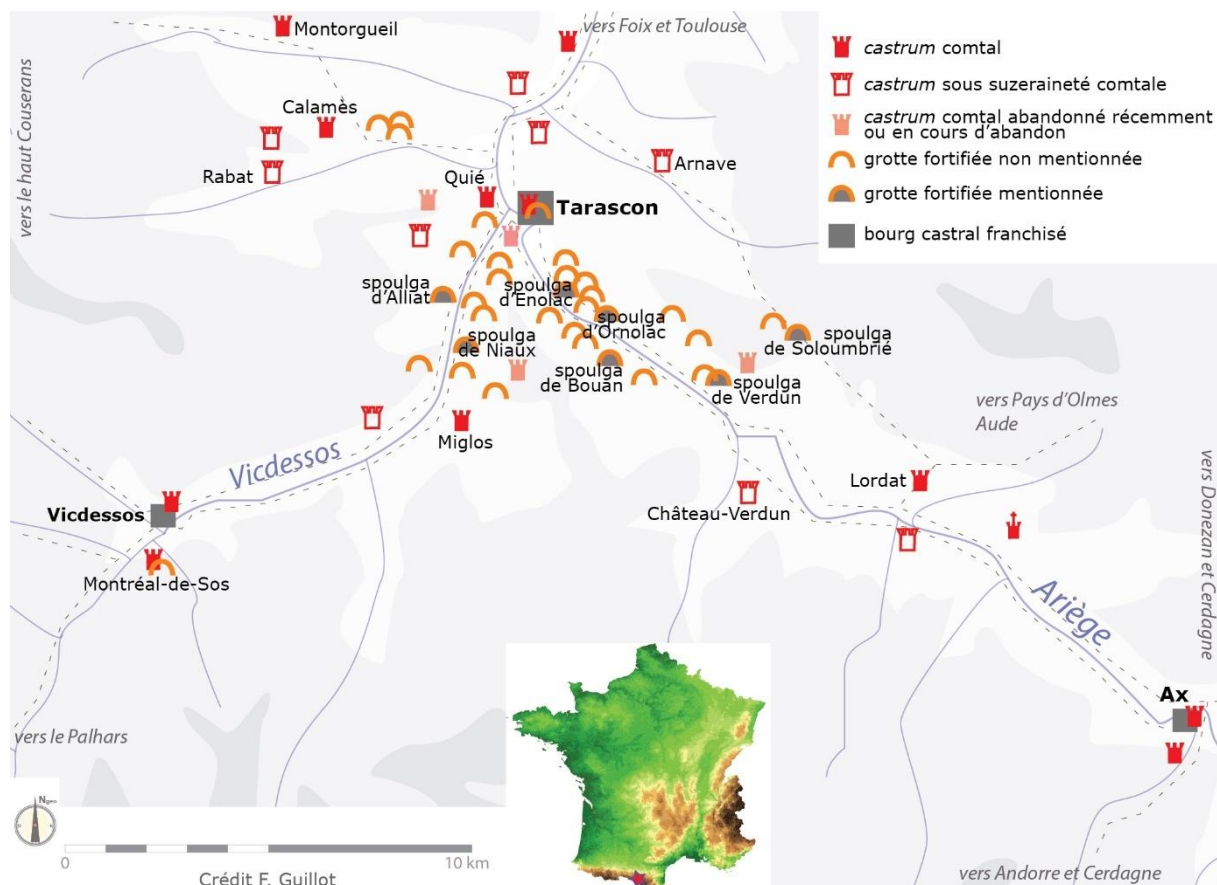 Montorgueil
vers Foix et Toulouse
castrum comtal
castrum sous suzeraineté comtale
castrum comtal abandonné récemment
ou en cours d'abandon
grotte fortifiée non mentionnée
grotte fortifiée mentionnée
bourg castral franchisé
vers le haut Couserans
Calamès
Rabat
Quié
Arnave
Tarascon
spoulga
d'Alliat
spoulga
d'Enolac
spoulga
d'Ornolac
spoulga
de Soloumbrié
spoulga
de Niaux
spoulga
de Bouan
spoulga
de Verdun
vers Pays d'Olmes
Aude
Miglos
Vicdessos
Lordat
vers Donezan et Cerdagne
Château-Verdun
Vicdessos
Montréal-de-Sos
Ariège
Ax
vers le Palhars
N geo
0
10 km
Crédit F. Guillot
vers Andorre et Cerdagne